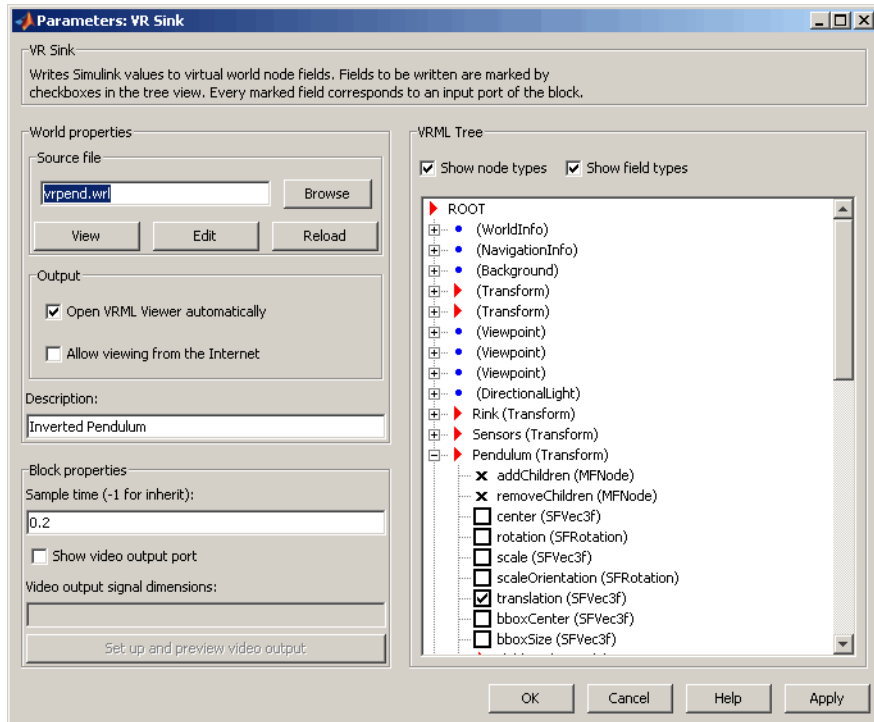 Parameters: VR Sink
VR Sink
Writes Simulink values to virtual world node fields. Fields to be written are marked by
checkboxes in the tree view. Every marked field corresponds to an input port of the block.
World properties
Source file
vrpend.wrl
Browse
View
Edit
Reload
Output
Open VRML Viewer automatically
Allow viewing from the Internet
Description:
Inverted Pendulum
Block properties
Sample time (-1 for inherit):
0.2
Show video output port
Video output signal dimensions:
Set up and preview video output
VRML Tree
Show node types
Show field types
ROOT
(WorldInfo)
(NavigationInfo)
(Background)
(Transform)
(Transform)
(Viewpoint)
(Viewpoint)
(Viewpoint)
(DirectionalLight)
Rink (Transform)
Sensors (Transform)
Pendulum (Transform)
addChildren (MFNode)
removeChildren (MFNode)
center (SFVec3f)
rotation (SFRotation)
scale (SFVec3f)
scaleOrientation (SFRotation)
translation (SFVec3f)
bboxCenter (SFVec3f)
bboxSize (SFVec3f)
OK
Cancel
Help
Apply